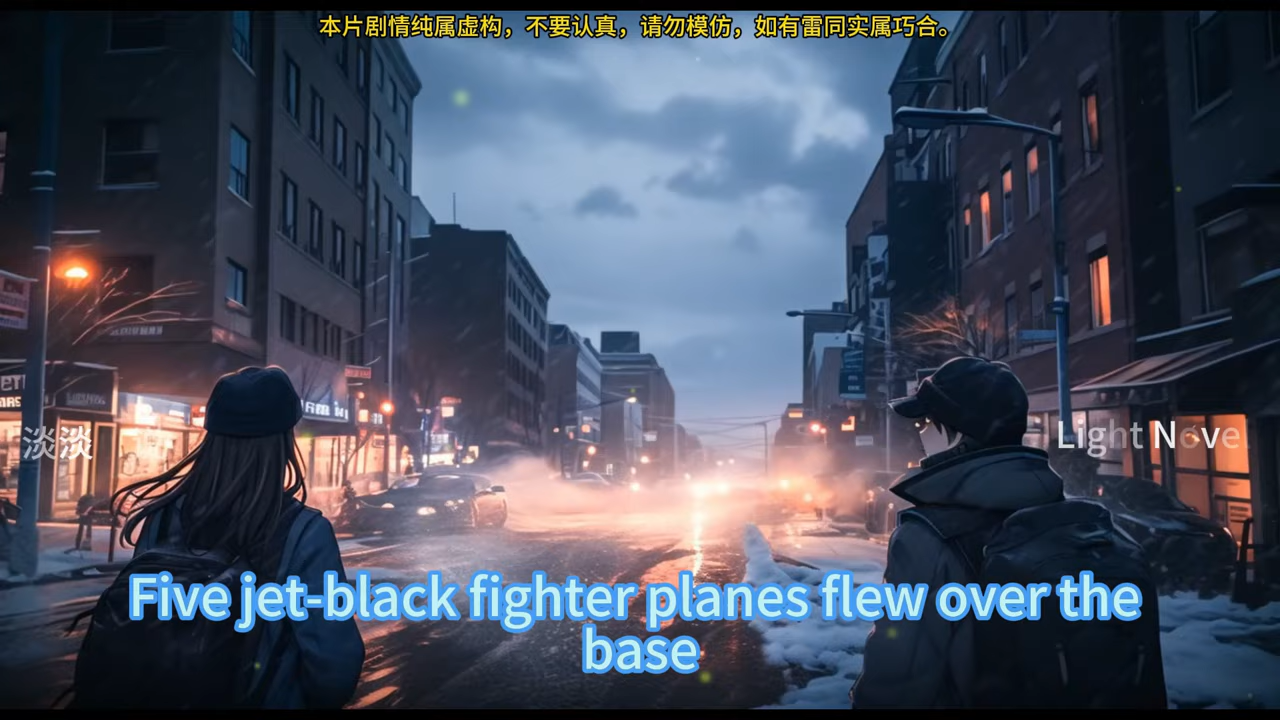 本片剧情纯属虚构，不要认真，请勿模仿，如有雷同实属巧合。
淡淡
Light Novel
Five jet-black fighter planes flew over the
base